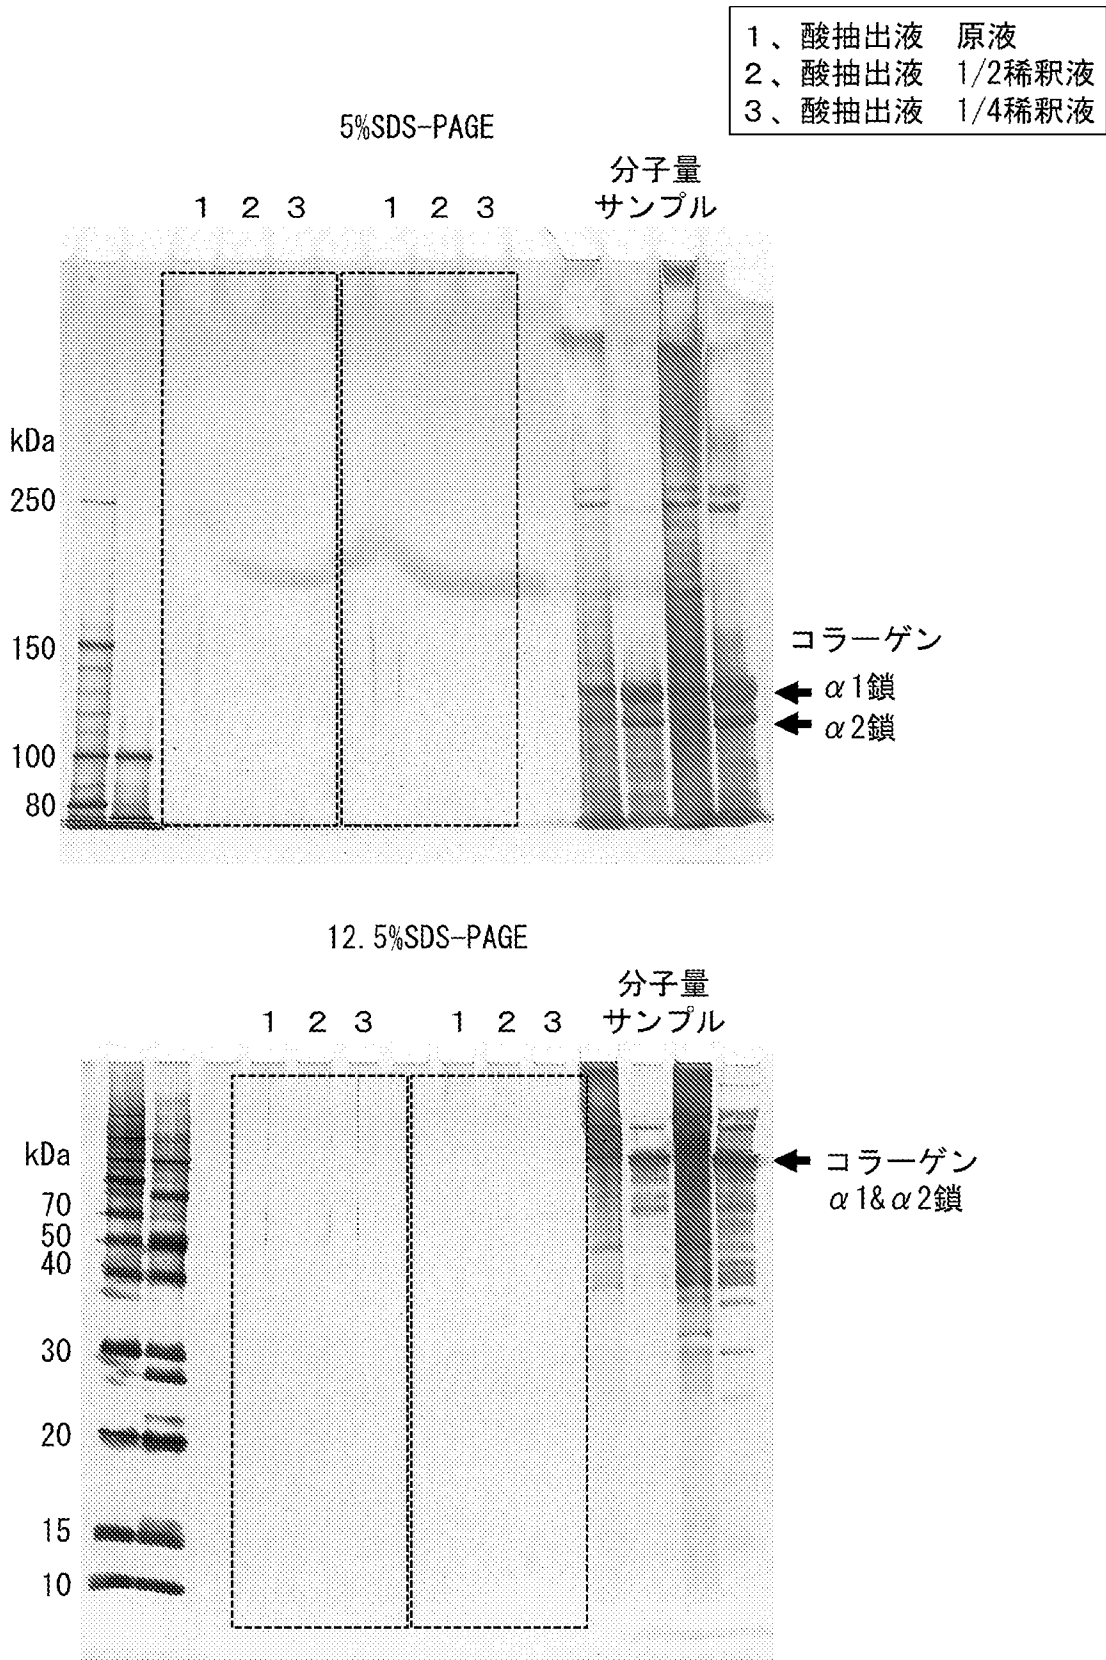 1、酸抽出液　原液
2、酸抽出液　1/2稀釈液
3、酸抽出液　1/4稀釈液
5%SDS-PAGE
分子量
サンプル
1 2 3 1 2 3
kDa
250
150
100
80
コラーゲン
α1鎖
α2鎖
12.5%SDS-PAGE
分子量
サンプル
1 2 3 1 2 3
kDa
70
50
40
30
20
15
10
コラーゲン
α1&α2鎖